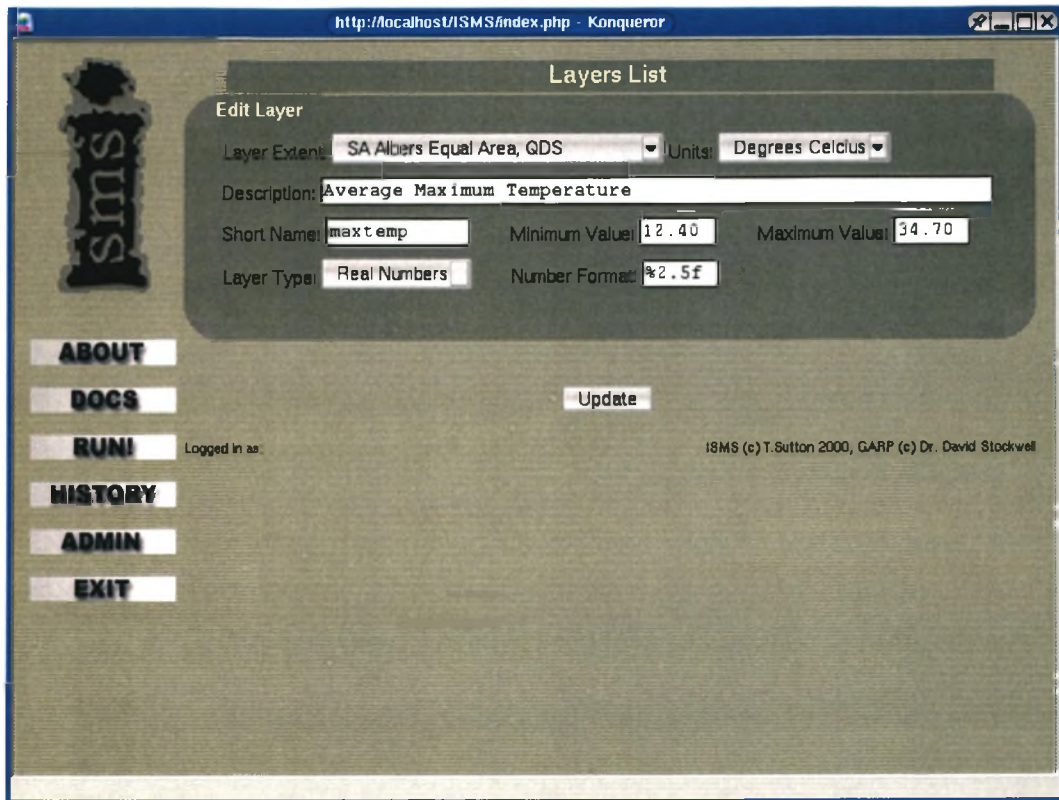 http://localhost/ISMS/index.php - Konqueror
isms
Layers List
Edit Layer
Layer Extent: SA Albers Equal Area, QDS Units: Degrees Celcius
Description: Average Maximum Temperature
Short Name: maxtemp Minimum Value: 12.40 Maximum Value: 34.70
Layer Type: Real Numbers Number Format: %2.5f
ABOUT
DOCS
Update
RUN!
Logged in as: ISMS (c) T.Sutton 2000, GARP (c) Dr. David Stockwell
HISTORY
ADMIN
EXIT